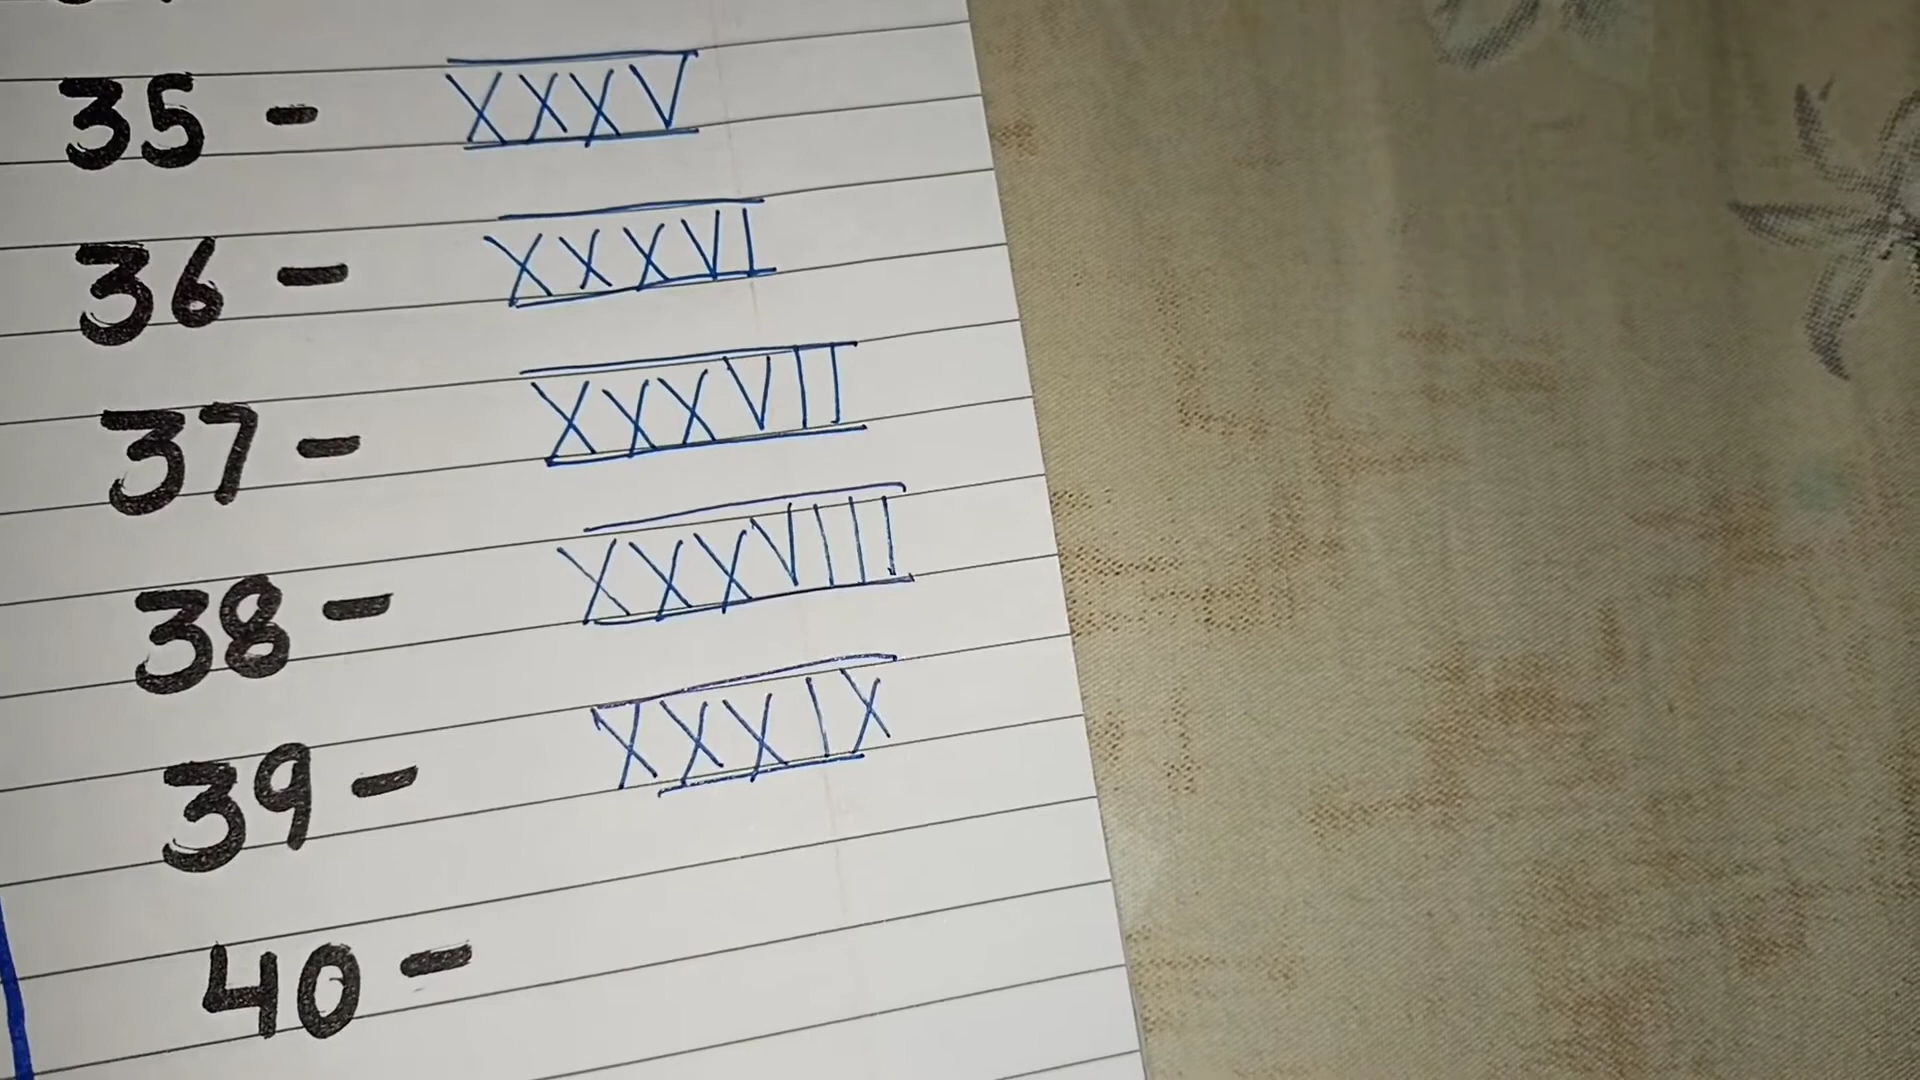 35 - XXXV
36 - XXXVI
37 - XXXVII
38 - XXXVIII
39 - XXXIX
40 -